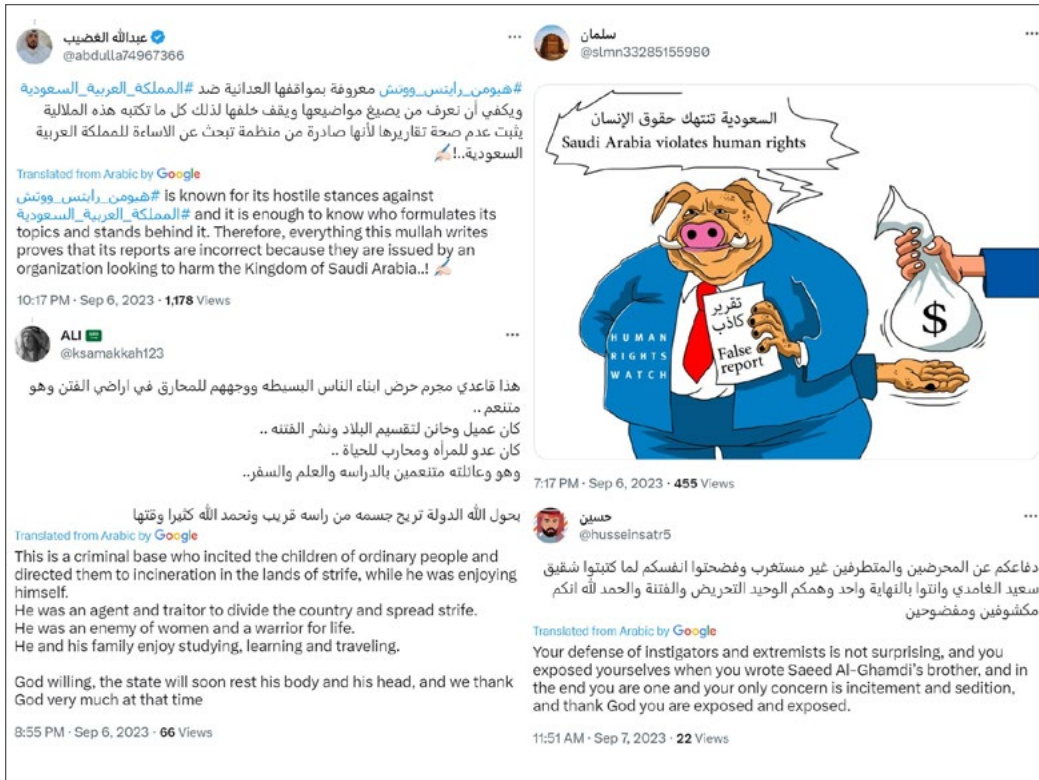 عبدالله الغضيب
@abdulla74967366
#هيومن_رايتس_ووتش معروفة بمواقفها العدائية ضد #المملكة_العربية_السعودية
ويكفي أن نعرف من يصيغ مواضيعها ويقف خلفها لذلك كل ما تكتبه هذه الملالية
يثبت عدم صحة تقاريرها لأنها صادرة من منظمة تبحث عن الاساءة للمملكة العربية
السعودية..!✍🏻
Translated from Arabic by Google
#هيومن_رايتس_ووتش is known for its hostile stances against
#المملكة_العربية_السعودية and it is enough to know who formulates its
topics and stands behind it. Therefore, everything this mullah writes
proves that its reports are incorrect because they are issued by an
organization looking to harm the Kingdom of Saudi Arabia..! ✍🏻
10:17 PM · Sep 6, 2023 · 1,178 Views
ALI 🇸🇦
@ksamakkah123
هذا قاعدي مجرم حرض ابناء الناس البسيطه ووجههم للمحارق في اراضي الفتن وهو
متنعم ..
كان عميل وخائن لتقسيم البلاد ونشر الفتنه ..
كان عدو للمرأه ومحارب للحياة ..
وهو وعائلته متنعمين بالدراسه والعلم والسفر..
بحول الله الدولة تريح جسمه من راسه قريب ونحمد الله كثيرا وقتها
Translated from Arabic by Google
This is a criminal base who incited the children of ordinary people and
directed them to incineration in the lands of strife, while he was enjoying
himself.
He was an agent and traitor to divide the country and spread strife.
He was an enemy of women and a warrior for life.
He and his family enjoy studying, learning and traveling.
God willing, the state will soon rest his body and his head, and we thank
God very much at that time
8:55 PM · Sep 6, 2023 · 66 Views
سلمان
@slmn33285155980
السعودية تنتهك حقوق الإنسان
Saudi Arabia violates human rights
تقرير
كاذب
False
report
HUMAN
RIGHTS
WATCH
$
7:17 PM · Sep 6, 2023 · 455 Views
حسين
@husseinsatr5
دفاعكم عن المحرضين والمتطرفين غير مستغرب وفضحتوا انفسكم لما كتبتوا شقيق
سعيد الغامدي وانتوا بالنهاية واحد وهمكم الوحيد التحريض والفتنة والحمد لله انكم
مكشوفين ومفضوحين
Translated from Arabic by Google
Your defense of instigators and extremists is not surprising, and you
exposed yourselves when you wrote Saeed Al-Ghamdi's brother, and in
the end you are one and your only concern is incitement and sedition,
and thank God you are exposed and exposed.
11:51 AM · Sep 7, 2023 · 22 Views